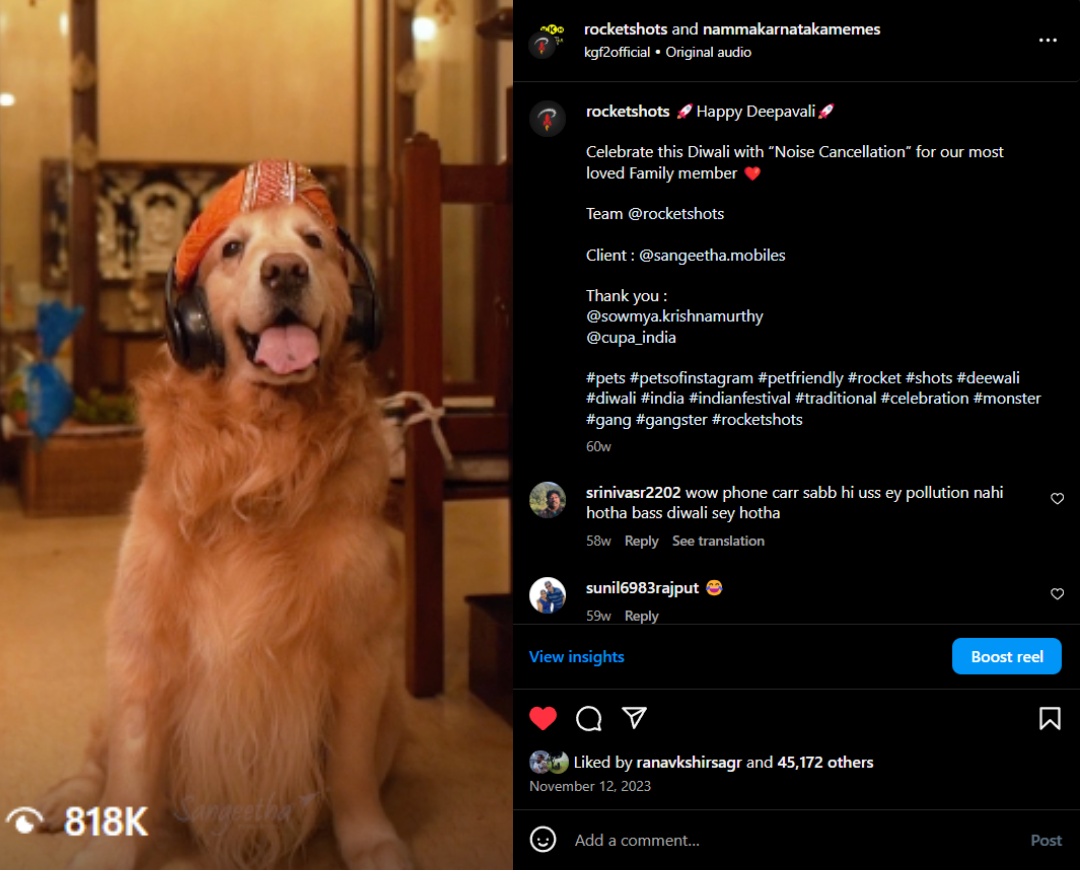 rocketshots and nammakarnatakamemes
kgf2official • Original audio
rocketshots 🚀Happy Deepavali🚀
Celebrate this Diwali with “Noise Cancellation” for our most
loved Family member ❤️
Team @rocketshots
Client : @sangeetha.mobiles
Thank you :
@sowmya.krishnamurthy
@cupa_india
#pets #petsofinstagram #petfriendly #rocket #shots #deewali
#diwali #india #indianfestival #traditional #celebration #monster
#gang #gangster #rocketshots
60w
srinivasr2202 wow phone carr sabb hi uss ey pollution nahi
hotha bass diwali sey hotha
58w Reply See translation
sunil6983rajput 😂
59w Reply
View insights
Boost reel
Liked by ranavkshirsagr and 45,172 others
November 12, 2023
Add a comment...
Post
818K
Sangeetha